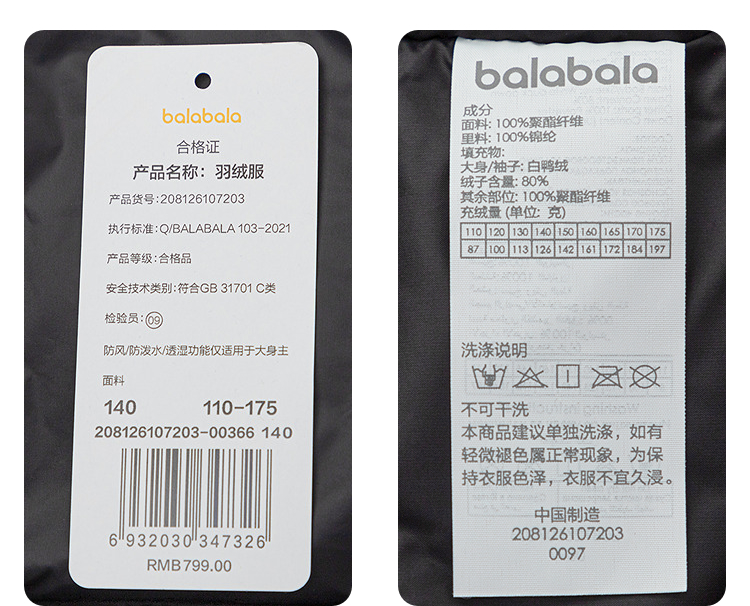 balabala
合格证
产品名称：羽绒服
产品货号：208126107203
执行标准：Q/BALABALA 103-2021
产品等级：合格品
安全技术类别：符合GB 31701 C类
检验员：09
防风/防泼水/透湿功能仅适用于大身主
面料
140 110-175
208126107203-00366 140
6 932030 347326
RMB799.00
balabala
成分
面料: 100%聚酯纤维
里料: 100%锦纶
填充物:
大身/袖子: 白鸭绒
绒子含量: 80%
其余部位: 100%聚酯纤维
充绒量 (单位: 克)
110 120 130 140 150 160 165 170 175
87 100 113 126 142 161 172 184 197
洗涤说明
不可干洗
本商品建议单独洗涤，如有
轻微褪色属正常现象，为保
持衣服色泽，衣服不宜久浸。
中国制造
208126107203
0097